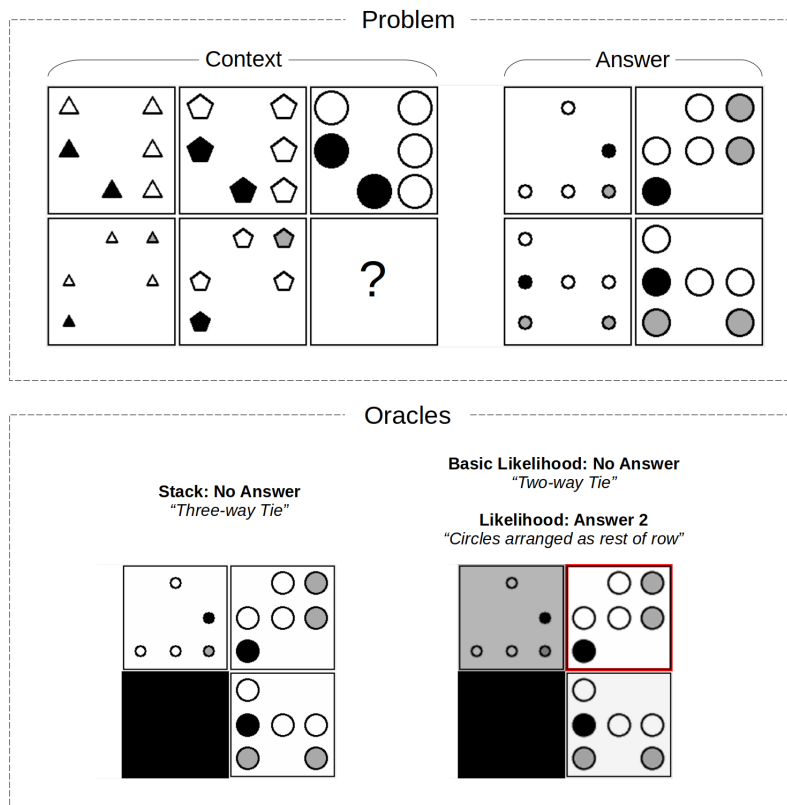 Problem
Context
Answer
?
Oracles
Stack: No Answer
“Three-way Tie”
Basic Likelihood: No Answer
“Two-way Tie”
Likelihood: Answer 2
“Circles arranged as rest of row”